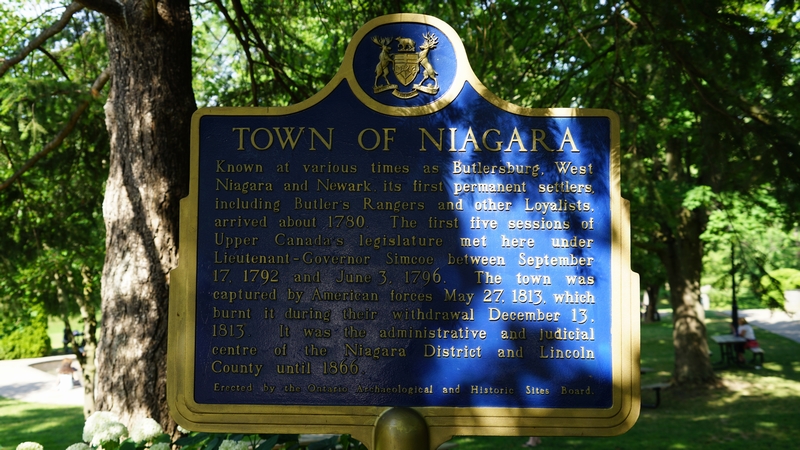 TOWN OF NIAGARA
Known at various times as Butlersburg, West
Niagara and Newark, its first permanent settlers,
including Butler's Rangers and other Loyalists,
arrived about 1780. The first five sessions of
Upper Canada's legislature met here under
Lieutenant-Governor Simcoe between September
17, 1792 and June 3, 1796. The town was
captured by American forces May 27, 1813, which
burnt it during their withdrawal December 13,
1813. It was the administrative and judicial
centre of the Niagara District and Lincoln
County until 1866.
Erected by the Ontario Archaeological and Historic Sites Board.